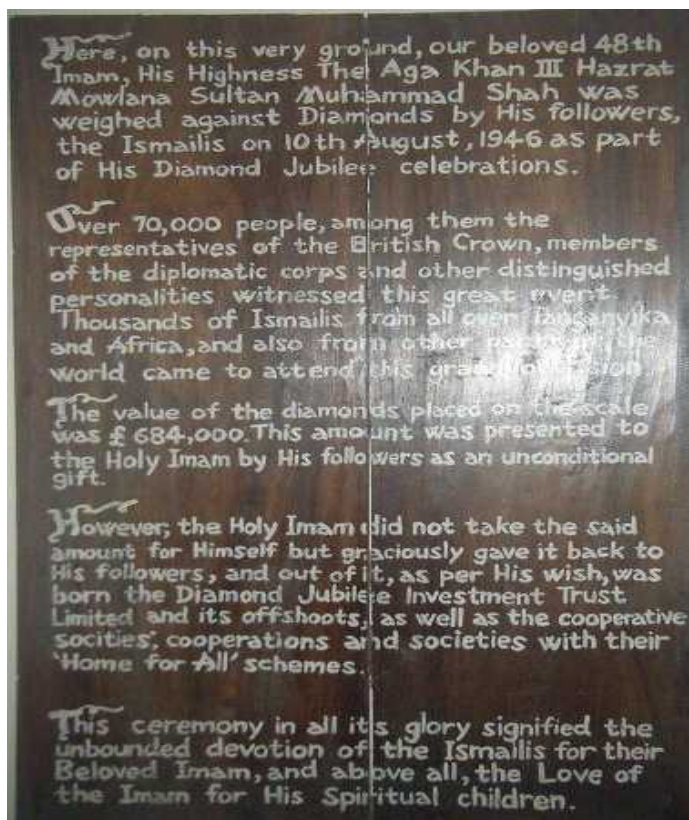 Here, on this very ground, our beloved 48th
Imam, His Highness The Aga Khan III Hazrat
Mowlana Sultan Muhammad Shah was
weighed against Diamonds by His followers,
the Ismailis on 10th August, 1946 as part
of His Diamond Jubilee celebrations.
Over 70,000 people, among them the
representatives of the British Crown, members
of the diplomatic corps and other distinguished
personalities witnessed this great event.
Thousands of Ismailis from all over Tanganyika
and Africa, and also from other parts of the
world came to attend this grand
The value of the diamonds placed on the scale
was £ 684,000. This amount was presented to
the Holy Imam by His followers as an unconditional
gift.
However, the Holy Imam did not take the said
amount for Himself but graciously gave it back to
His followers, and out of it, as per His wish, was
born the Diamond Jubilee Investment Trust
Limited and its offshoots, as well as the cooperative
socities', cooperations and societies with their
'Home for All' schemes.
This ceremony in all its glory signified the
unbounded devotion of the Ismailis for their
Beloved Imam, and above all, the Love of
the Imam for His Spiritual children.